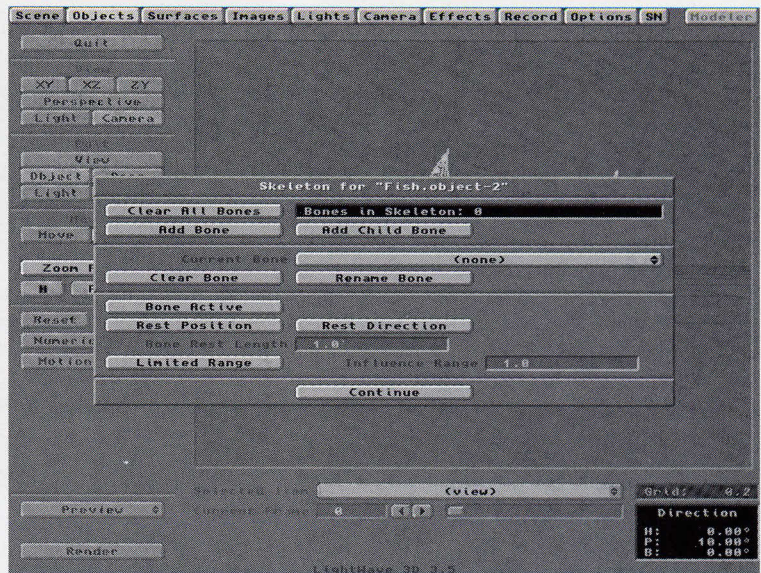 Scene Objects Surfaces Images Lights Camera Effects Record Options SN Modeler
Quit
View
XY XZ ZY
Perspective
Light Camera
Edit
View
Object
Light
Skeleton for "Fish.object-2"
Clear All Bones Bones in Skeleton: 0
Add Bone Add Child Bone
Move
Current Bone (none)
Zoom
Clear Bone Rename Bone
H
Bone Active
Reset
Rest Position Rest Direction
Numeric
Bone Rest Length 1.0
Motion
Limited Range Influence Range 1.0
Continue
Selected Item (view) Grid: 0.2
Preview
Current Frame 0
Direction
H: 0.00°
P: 10.00°
B: 0.00°
Render
LightWave 3D 3.5